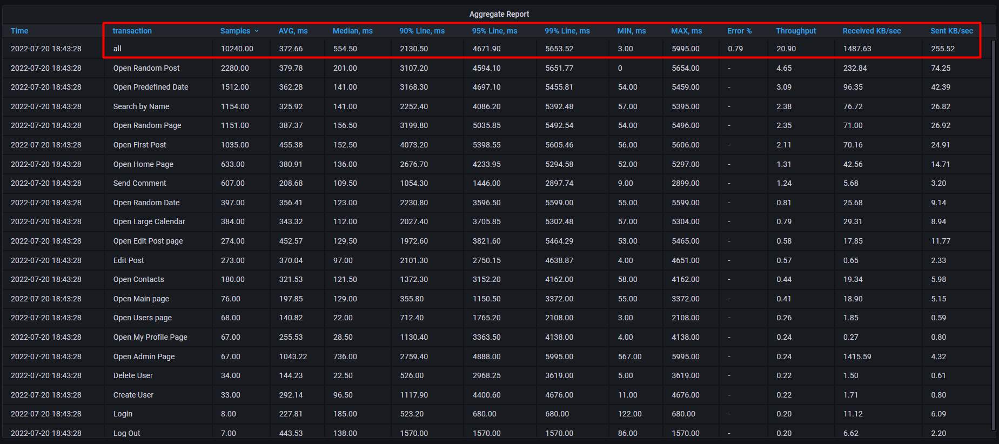 Aggregate Report
Time transaction Samples AVG, ms Median, ms 90% Line, ms 95% Line, ms 99% Line, ms MIN, ms MAX, ms Error % Throughput Received KB/sec Sent KB/sec
2022-07-20 18:43:28 all 10240.00 372.66 554.50 2130.50 4671.90 5653.52 3.00 5995.00 0.79 20.90 1487.63 255.52
2022-07-20 18:43:28 Open Random Post 2280.00 379.78 201.00 3107.20 4594.10 5651.77 0 5654.00 - 4.65 232.84 74.25
2022-07-20 18:43:28 Open Predefined Date 1512.00 362.28 141.00 3168.30 4697.10 5455.81 54.00 5459.00 - 3.09 96.35 42.39
2022-07-20 18:43:28 Search by Name 1154.00 325.92 141.00 2252.40 4086.20 5392.48 57.00 5395.00 - 2.38 76.72 26.82
2022-07-20 18:43:28 Open Random Page 1151.00 387.37 156.50 3199.80 5035.85 5492.54 54.00 5496.00 - 2.35 71.00 26.92
2022-07-20 18:43:28 Open First Post 1035.00 455.38 152.50 4073.20 5398.55 5605.46 56.00 5606.00 - 2.11 70.16 24.91
2022-07-20 18:43:28 Open Home Page 633.00 380.91 136.00 2676.70 4233.95 5294.58 52.00 5297.00 - 1.31 42.56 14.71
2022-07-20 18:43:28 Send Comment 607.00 208.68 109.50 1054.30 1446.00 2897.74 9.00 2899.00 - 1.24 5.68 3.20
2022-07-20 18:43:28 Open Random Date 397.00 356.41 123.00 2230.80 3596.50 5599.00 55.00 5599.00 - 0.81 25.68 9.14
2022-07-20 18:43:28 Open Large Calendar 384.00 343.32 112.00 2027.40 3705.85 5302.48 57.00 5304.00 - 0.79 29.31 8.94
2022-07-20 18:43:28 Open Edit Post page 274.00 452.57 129.50 1972.60 3821.60 5464.29 53.00 5465.00 - 0.58 17.85 11.77
2022-07-20 18:43:28 Edit Post 273.00 370.04 97.00 2101.30 2750.15 4638.87 4.00 4651.00 - 0.57 0.65 2.33
2022-07-20 18:43:28 Open Contacts 180.00 321.53 121.50 1372.30 3152.20 4162.00 58.00 4162.00 - 0.44 19.34 5.98
2022-07-20 18:43:28 Open Main page 76.00 197.85 129.00 355.80 1150.50 3372.00 55.00 3372.00 - 0.41 18.90 5.15
2022-07-20 18:43:28 Open Users page 68.00 140.82 22.00 712.40 1765.20 2108.00 3.00 2108.00 - 0.26 1.85 0.59
2022-07-20 18:43:28 Open My Profile Page 67.00 255.53 28.50 1130.40 3363.50 4138.00 4.00 4138.00 - 0.24 0.27 0.80
2022-07-20 18:43:28 Open Admin Page 67.00 1043.22 736.00 2759.40 4888.00 5995.00 567.00 5995.00 - 0.24 1415.59 4.32
2022-07-20 18:43:28 Delete User 34.00 144.23 22.50 526.00 2968.25 3619.00 5.00 3619.00 - 0.22 1.50 0.61
2022-07-20 18:43:28 Create User 33.00 292.14 96.50 1117.90 4400.60 4676.00 11.00 4676.00 - 0.22 1.71 0.80
2022-07-20 18:43:28 Login 8.00 227.81 185.00 523.20 680.00 680.00 122.00 680.00 - 0.20 11.12 6.09
2022-07-20 18:43:28 Log Out 7.00 443.53 138.00 1570.00 1570.00 1570.00 86.00 1570.00 - 0.20 6.62 2.20